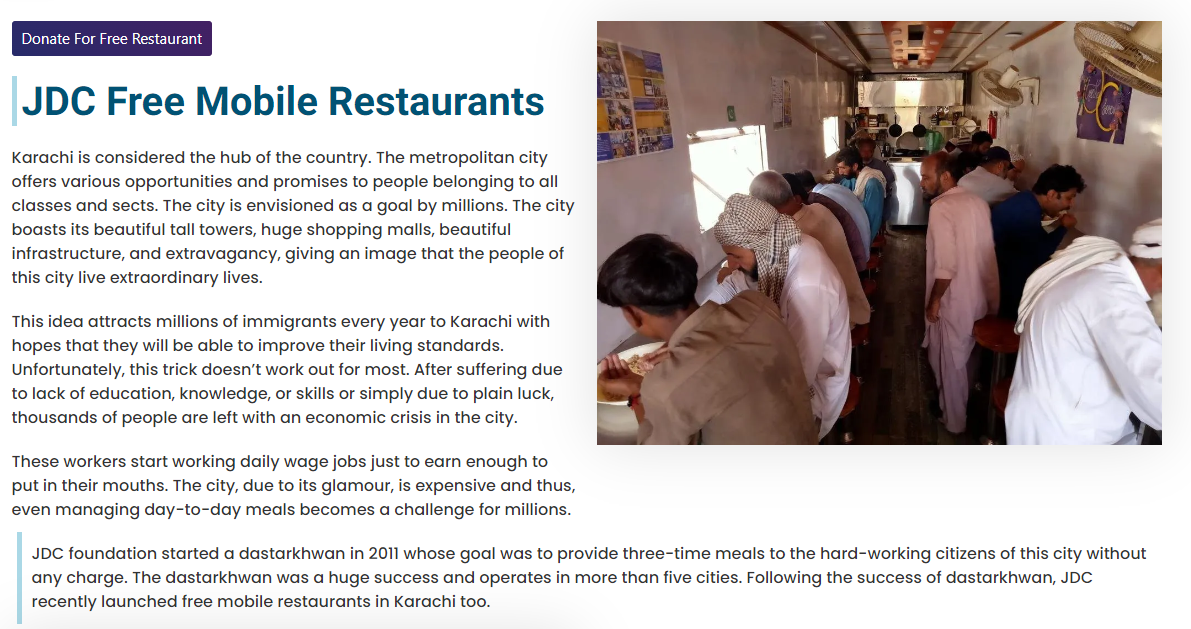 Donate For Free Restaurant
JDC Free Mobile Restaurants
Karachi is considered the hub of the country. The metropolitan city
offers various opportunities and promises to people belonging to all
classes and sects. The city is envisioned as a goal by millions. The city
boasts its beautiful tall towers, huge shopping malls, beautiful
infrastructure, and extravagancy, giving an image that the people of
this city live extraordinary lives.
This idea attracts millions of immigrants every year to Karachi with
hopes that they will be able to improve their living standards.
Unfortunately, this trick doesn’t work out for most. After suffering due
to lack of education, knowledge, or skills or simply due to plain luck,
thousands of people are left with an economic crisis in the city.
These workers start working daily wage jobs just to earn enough to
put in their mouths. The city, due to its glamour, is expensive and thus,
even managing day-to-day meals becomes a challenge for millions.
JDC foundation started a dastarkhwan in 2011 whose goal was to provide three-time meals to the hard-working citizens of this city without
any charge. The dastarkhwan was a huge success and operates in more than five cities. Following the success of dastarkhwan, JDC
recently launched free mobile restaurants in Karachi too.